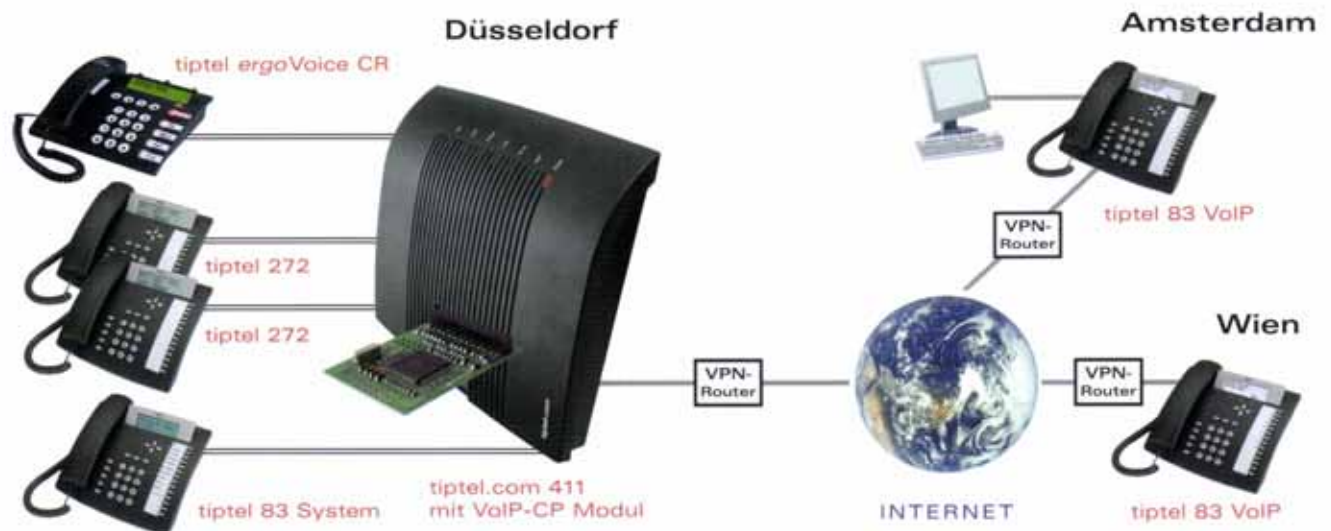 Düsseldorf
Amsterdam
tiptel ergoVoice CR
tiptel 83 VoIP
VPN-
Router
tiptel 272
tiptel 272
Wien
VPN-
Router
VPN-
Router
tiptel 83 System
tiptel.com 411
mit VoIP-CP Modul
INTERNET
tiptel 83 VoIP